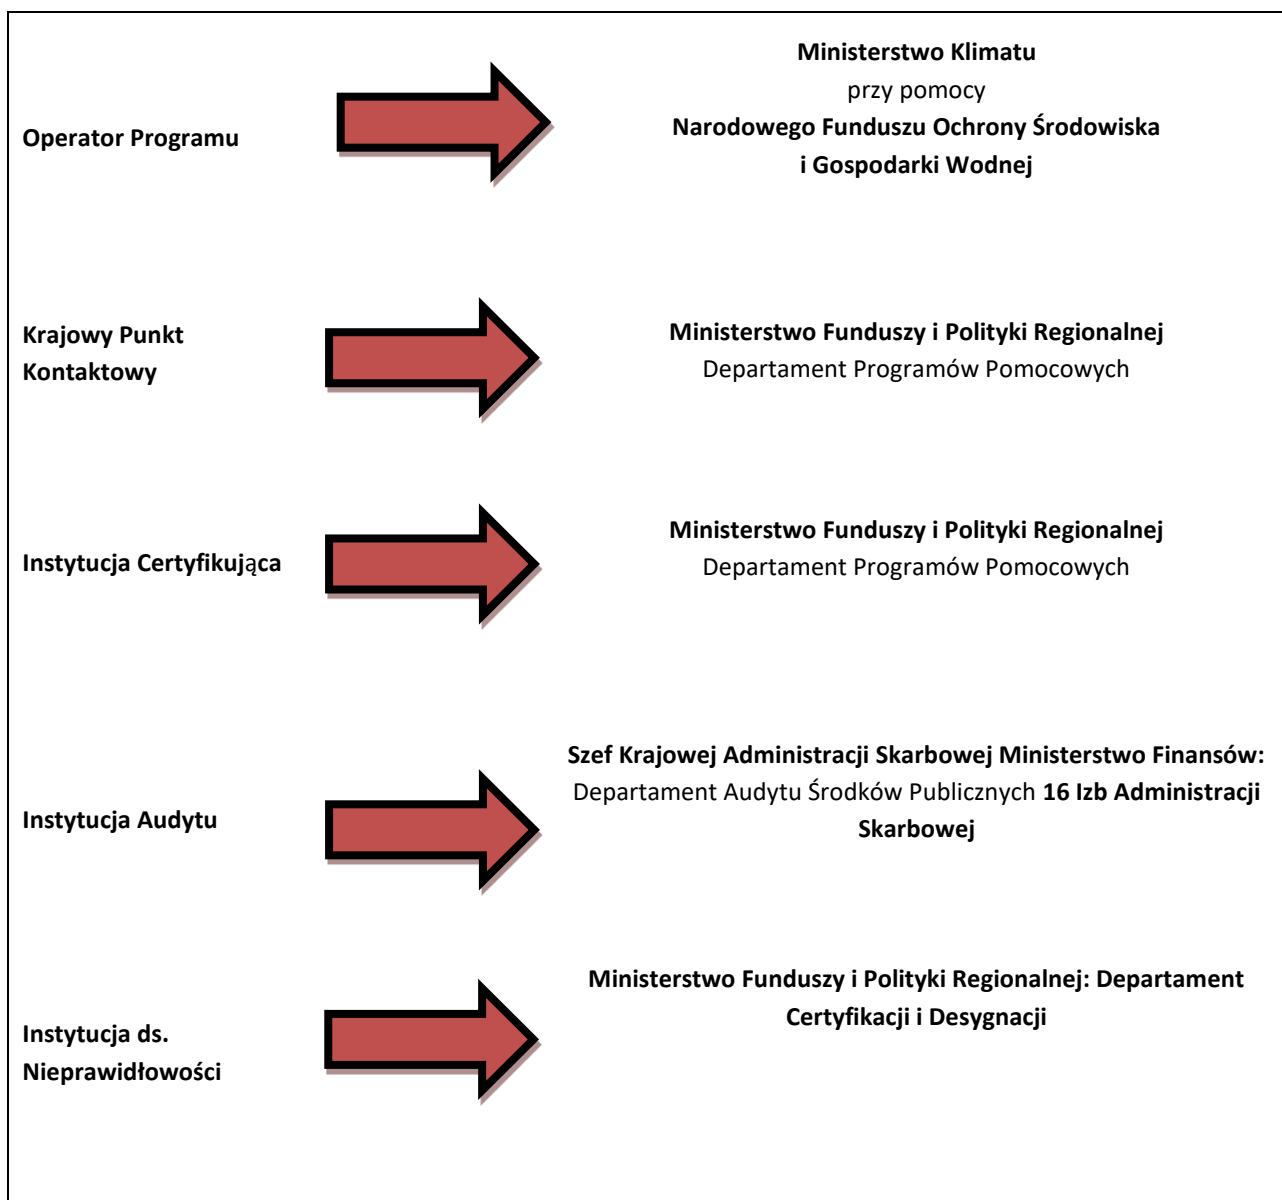 Operator Programu
Ministerstwo Klimatu
przy pomocy
Narodowego Funduszu Ochrony Środowiska
i Gospodarki Wodnej
Krajowy Punkt
Kontaktowy
Ministerstwo Funduszy i Polityki Regionalnej
Departament Programów Pomocowych
Instytucja Certyfikująca
Ministerstwo Funduszy i Polityki Regionalnej
Departament Programów Pomocowych
Instytucja Audytu
Szef Krajowej Administracji Skarbowej Ministerstwo Finansów:
Departament Audytu Środków Publicznych 16 Izb Administracji
Skarbowej
Instytucja ds.
Nieprawidłowości
Ministerstwo Funduszy i Polityki Regionalnej: Departament
Certyfikacji i Desygnacji